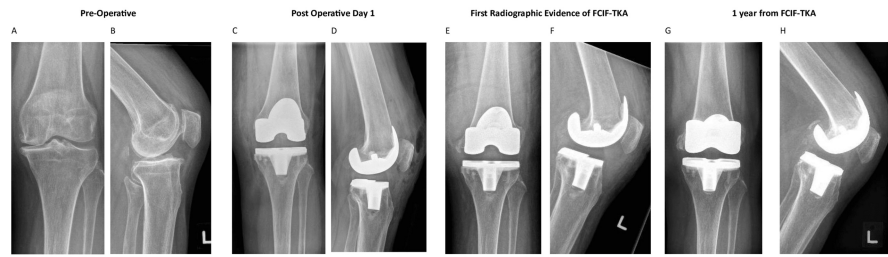 Pre-Operative
Post Operative Day 1
First Radiographic Evidence of FCIF-TKA
1 year from FCIF-TKA
A
B
C
D
E
F
G
H
L
L
L